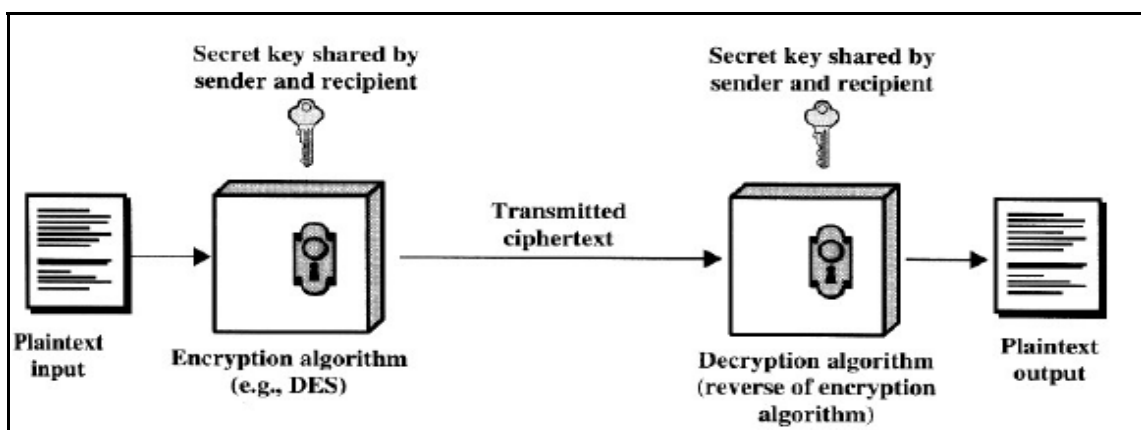 Secret key shared by
sender and recipient
Secret key shared by
sender and recipient
Transmitted
ciphertext
Plaintext
input
Encryption algorithm
(e.g., DES)
Decryption algorithm
(reverse of encryption
algorithm)
Plaintext
output